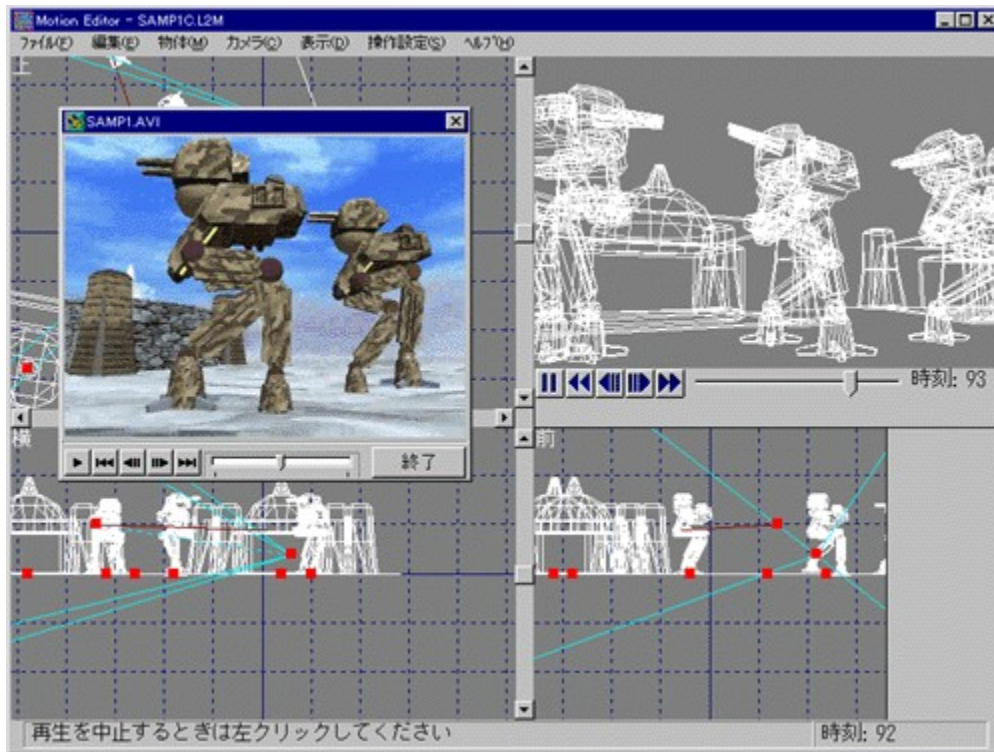 Motion Editor - SAMP1C.L2M
ファイル(F) 編集(E) 物体(M) カメラ(C) 表示(D) 操作設定(S) ヘルプ(H)
上
SAMP1.AVI
終了
時刻: 93
横
前
再生を中止するときは左クリックしてください
時刻: 92